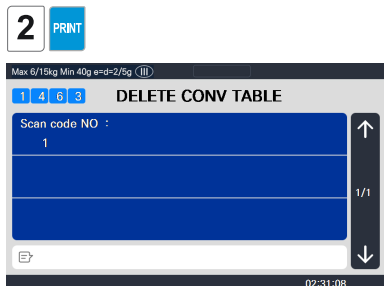 2 PRINT
Max 6/15kg Min 40g e=d=2/5g III
1 4 6 3 DELETE CONV TABLE
Scan code NO :
1
1/1
02:31:08